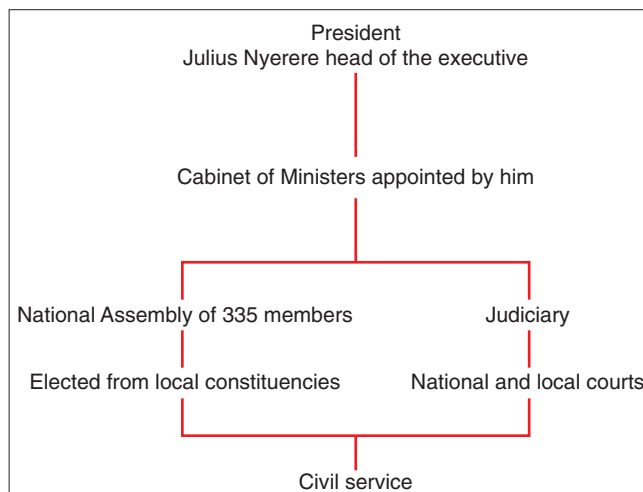 President
Julius Nyerere head of the executive
Cabinet of Ministers appointed by him
National Assembly of 335 members
Judiciary
Elected from local constituencies
National and local courts
Civil service